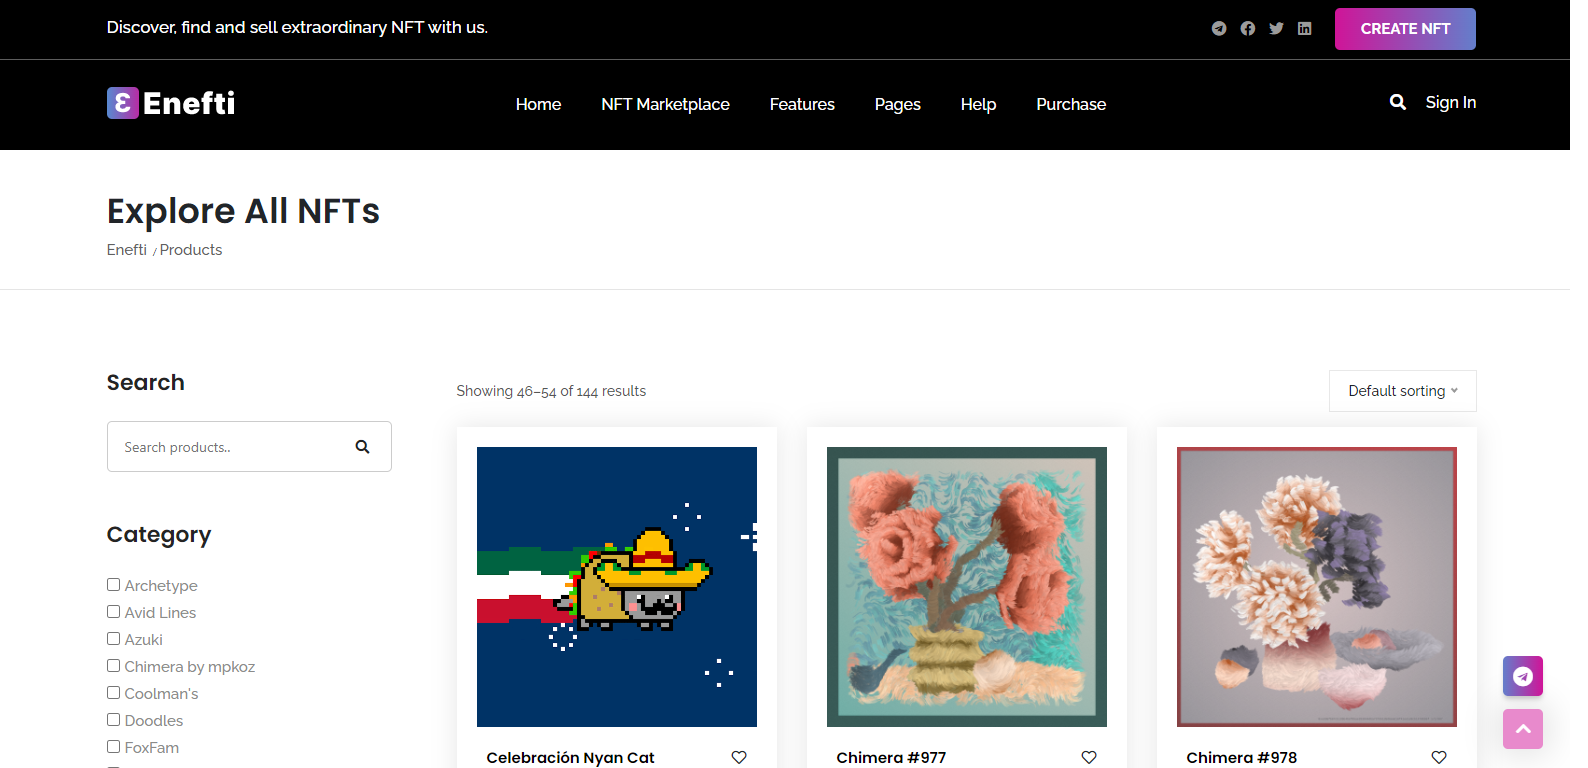 Discover, find and sell extraordinary NFT with us.
CREATE NFT
Enefti
Home
NFT Marketplace
Features
Pages
Help
Purchase
Sign In
Explore All NFTs
Enefti / Products
Search
Showing 46–54 of 144 results
Default sorting
Search products..
Category
Archetype
Avid Lines
Azuki
Chimera by mpkoz
Coolman's
Doodles
FoxFam
Celebración Nyan Cat
Chimera #977
Chimera #978